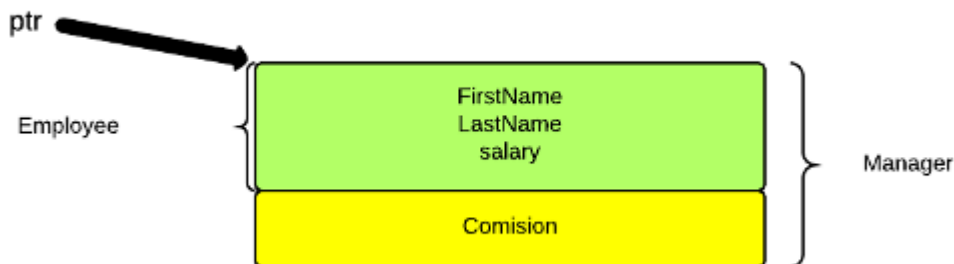 ptr
FirstName
LastName
salary
Employee
Manager
Comision